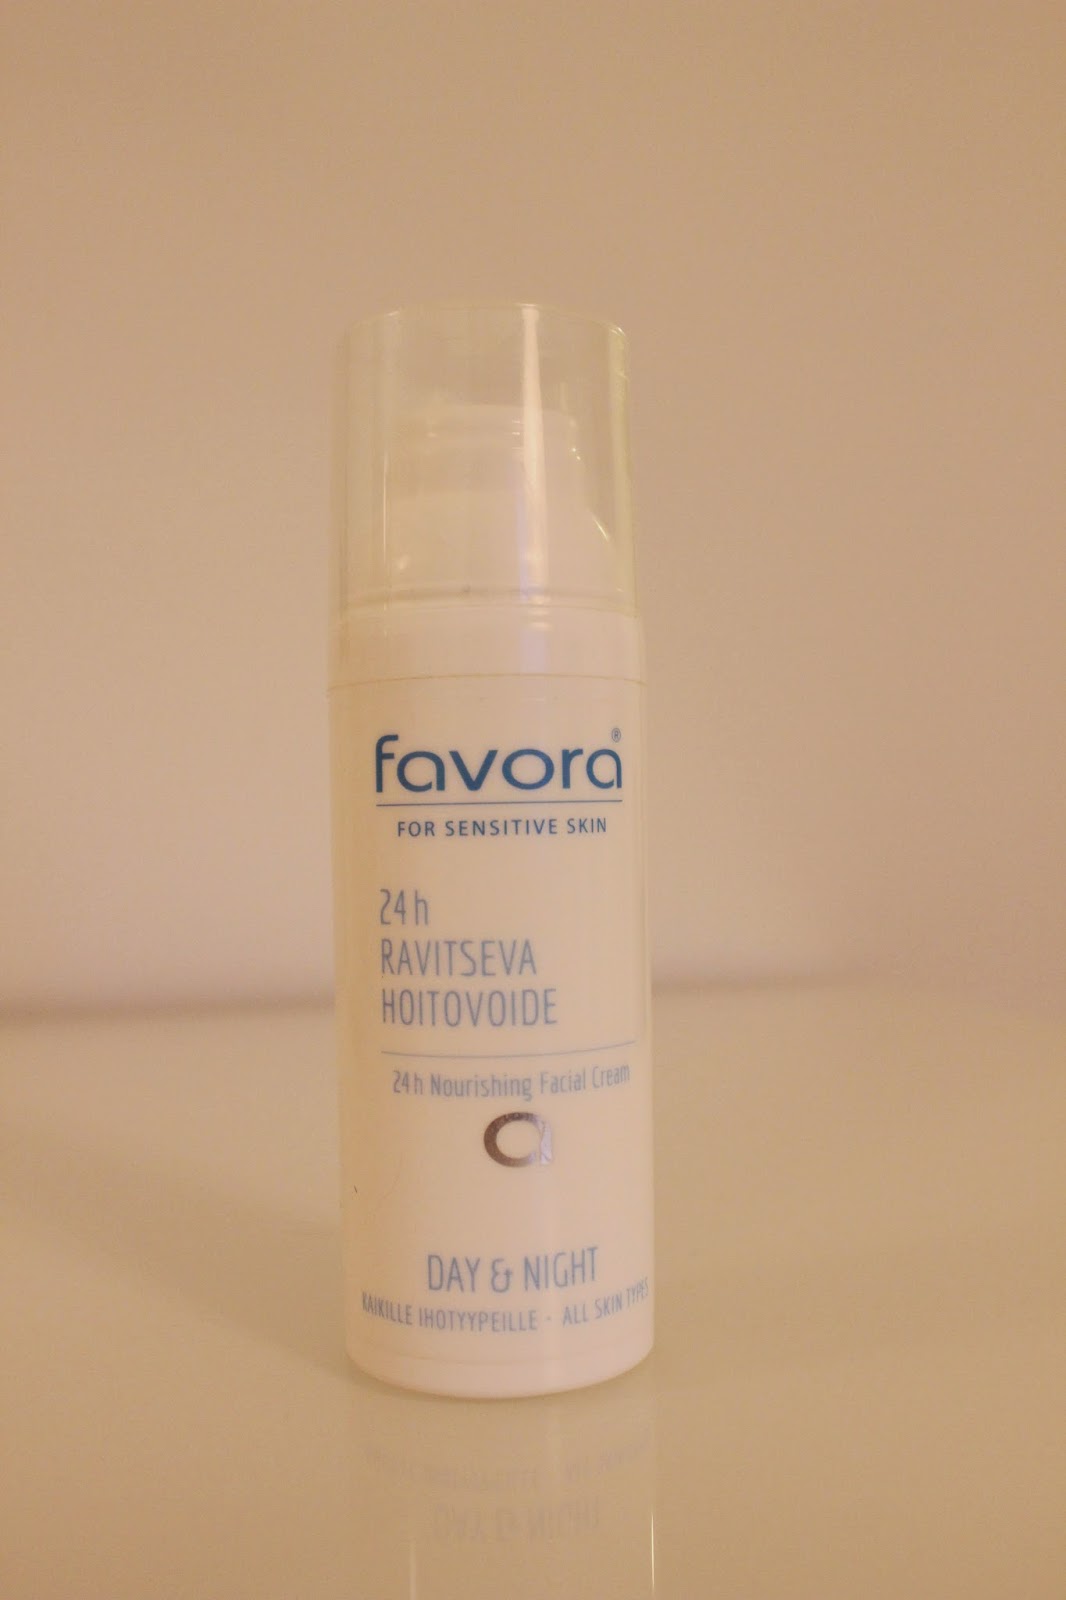 favora®
FOR SENSITIVE SKIN
24h
RAVITSEVA
HOITOVOIDE
24h Nourishing Facial Cream
a
DAY & NIGHT
KAIKILLE IHOTYYPEILLE · ALL SKIN TYPES